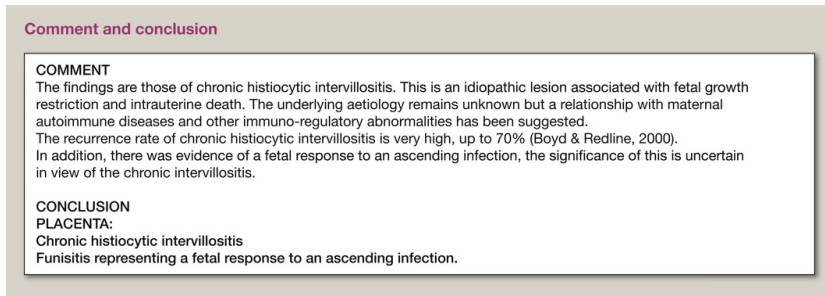 Comment and conclusion
COMMENT
The findings are those of chronic histiocytic intervillositis. This is an idiopathic lesion associated with fetal growth
restriction and intrauterine death. The underlying aetiology remains unknown but a relationship with maternal
autoimmune diseases and other immuno-regulatory abnormalities has been suggested.
The recurrence rate of chronic histiocytic intervillositis is very high, up to 70% (Boyd & Redline, 2000).
In addition, there was evidence of a fetal response to an ascending infection, the significance of this is uncertain
in view of the chronic intervillositis.
CONCLUSION
PLACENTA:
Chronic histiocytic intervillositis
Funisitis representing a fetal response to an ascending infection.